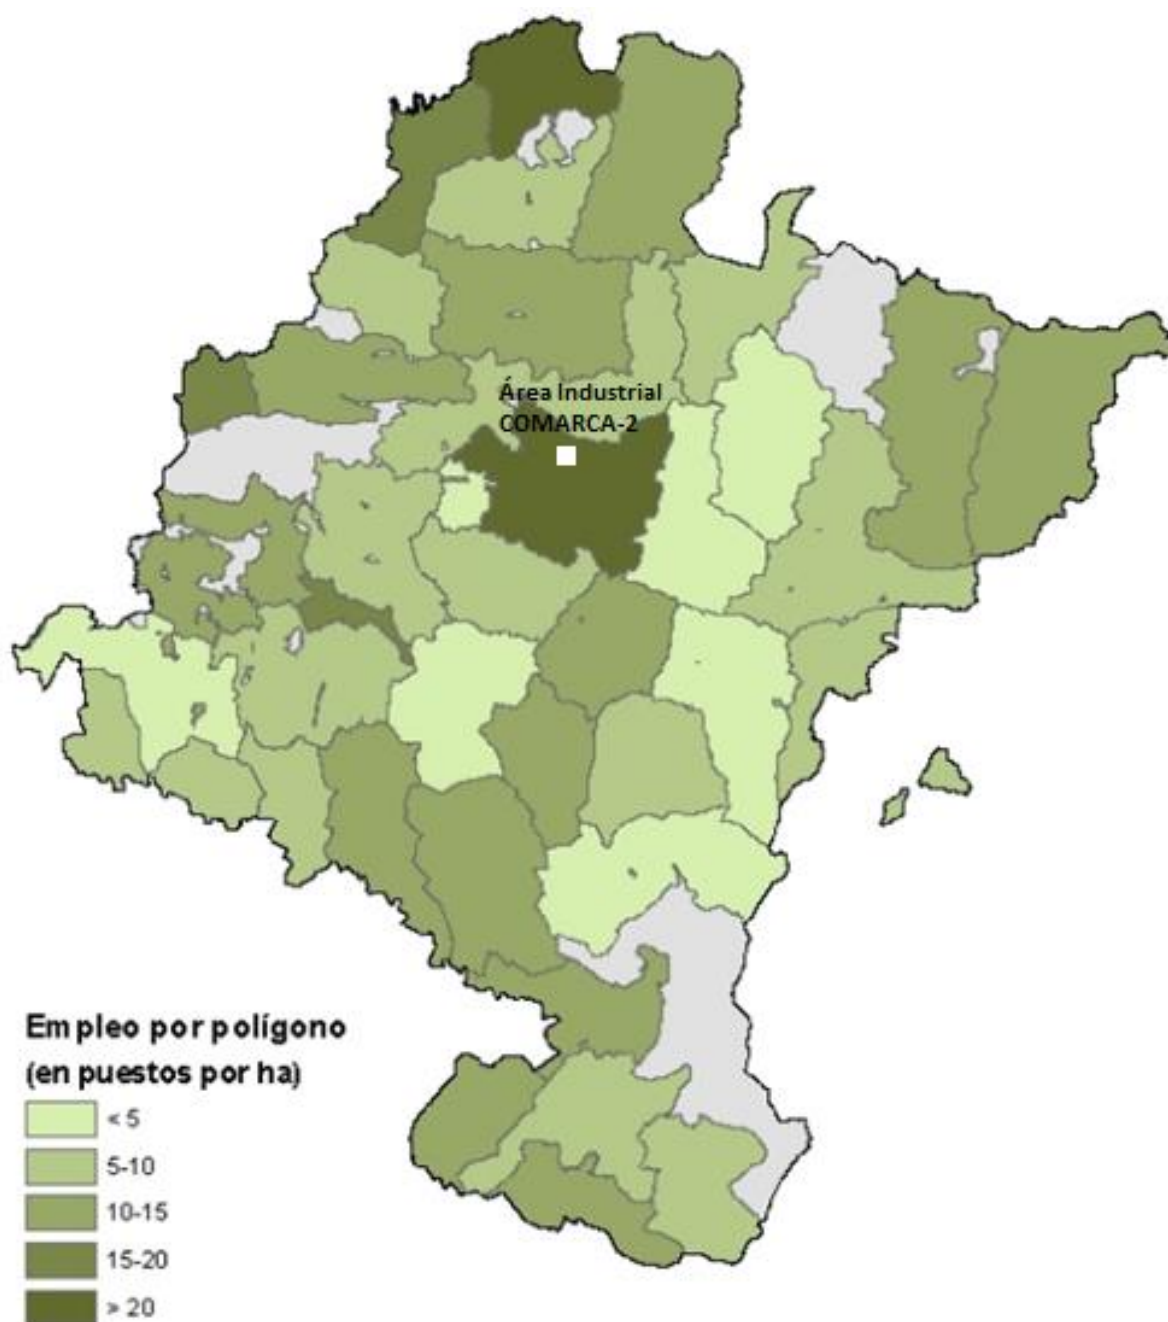 Área Industrial
COMARCA-2
Empleo por polígono
(en puestos por ha)
< 5
5-10
10-15
15-20
> 20